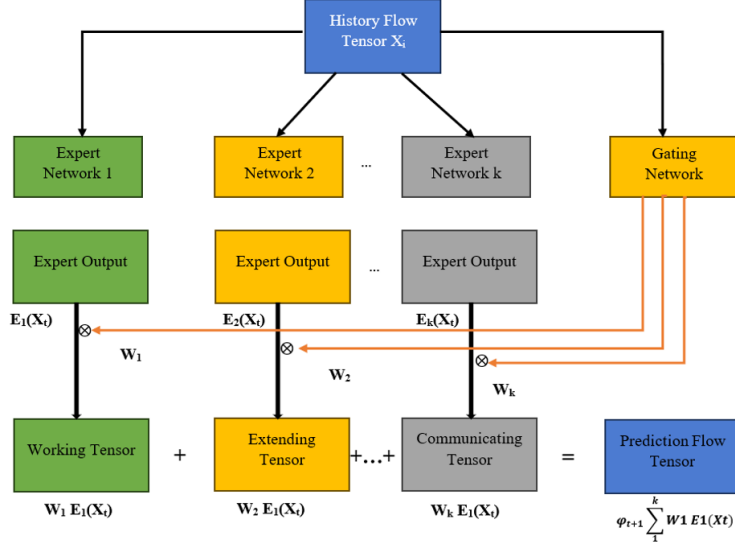 History Flow
Tensor Xi
Expert
Network 1
Expert
Network 2
...
Expert
Network k
Gating
Network
Expert Output
Expert Output
...
Expert Output
E1(Xt)
E2(Xt)
Ek(Xt)
W1
W2
Wk
Working Tensor
+
Extending
Tensor
+...+
Communicating
Tensor
=
Prediction Flow
Tensor
W1 E1(Xt)
W2 E1(Xt)
Wk E1(Xt)
k
φt+1 ∑ W1 E1(Xt)
1